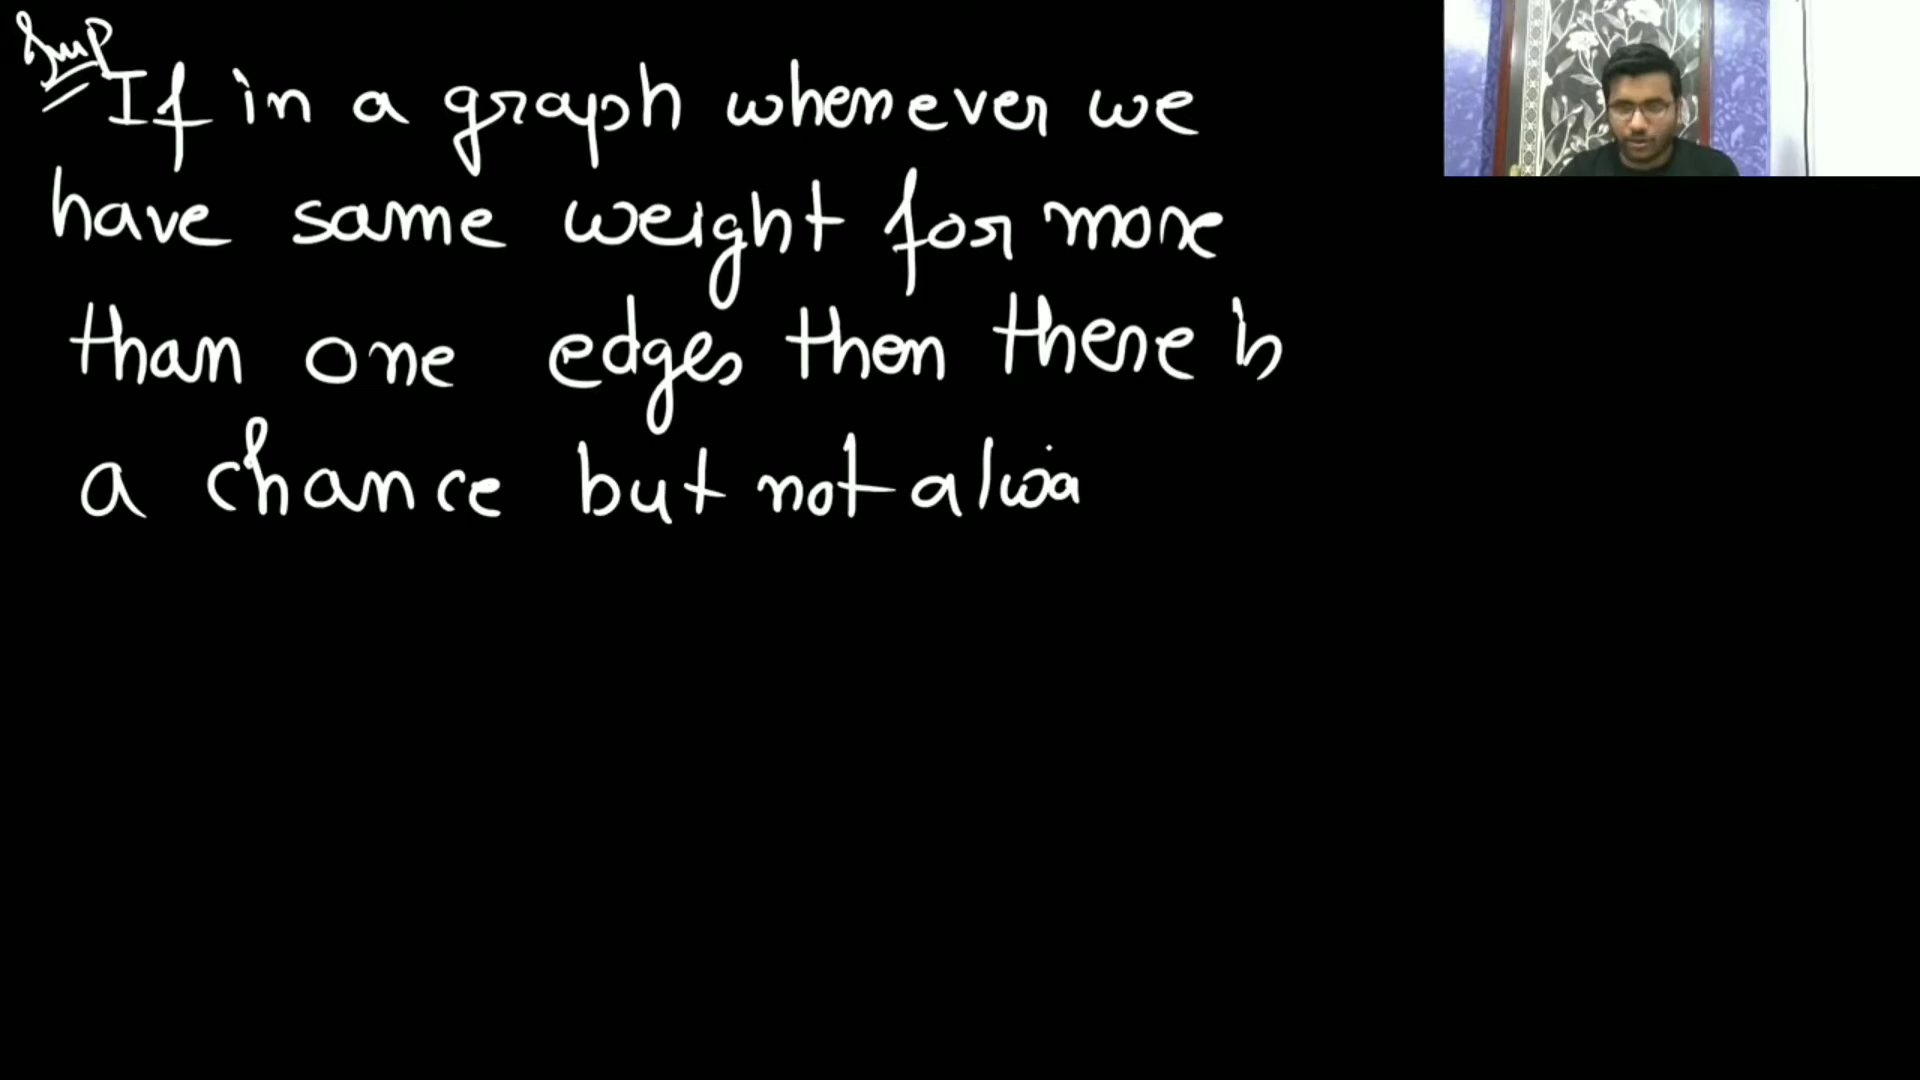 Imp
If in a graph whenever we
have same weight for more
than one edges then there is
a chance but not alwa